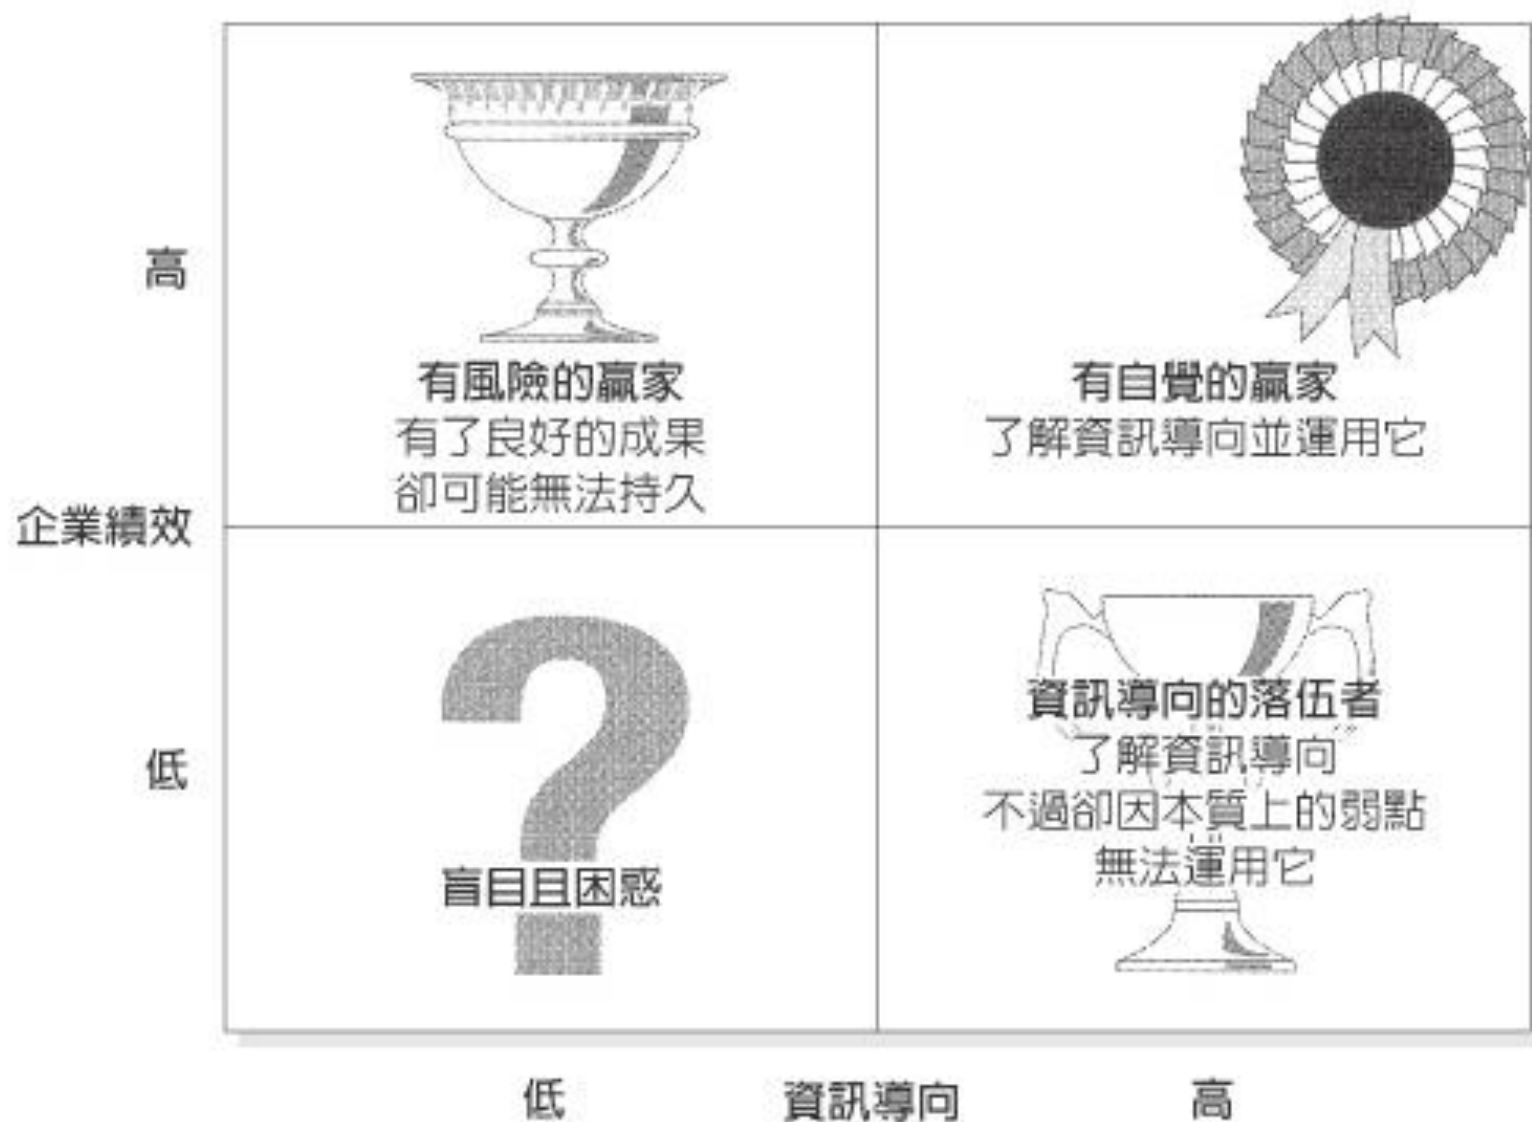 高
有風險的贏家
有了良好的成果
卻可能無法持久
有自覺的贏家
了解資訊導向並運用它
企業績效
低
盲目且困惑
資訊導向的落伍者
了解資訊導向
不過卻因本質上的弱點
無法運用它
低
資訊導向
高